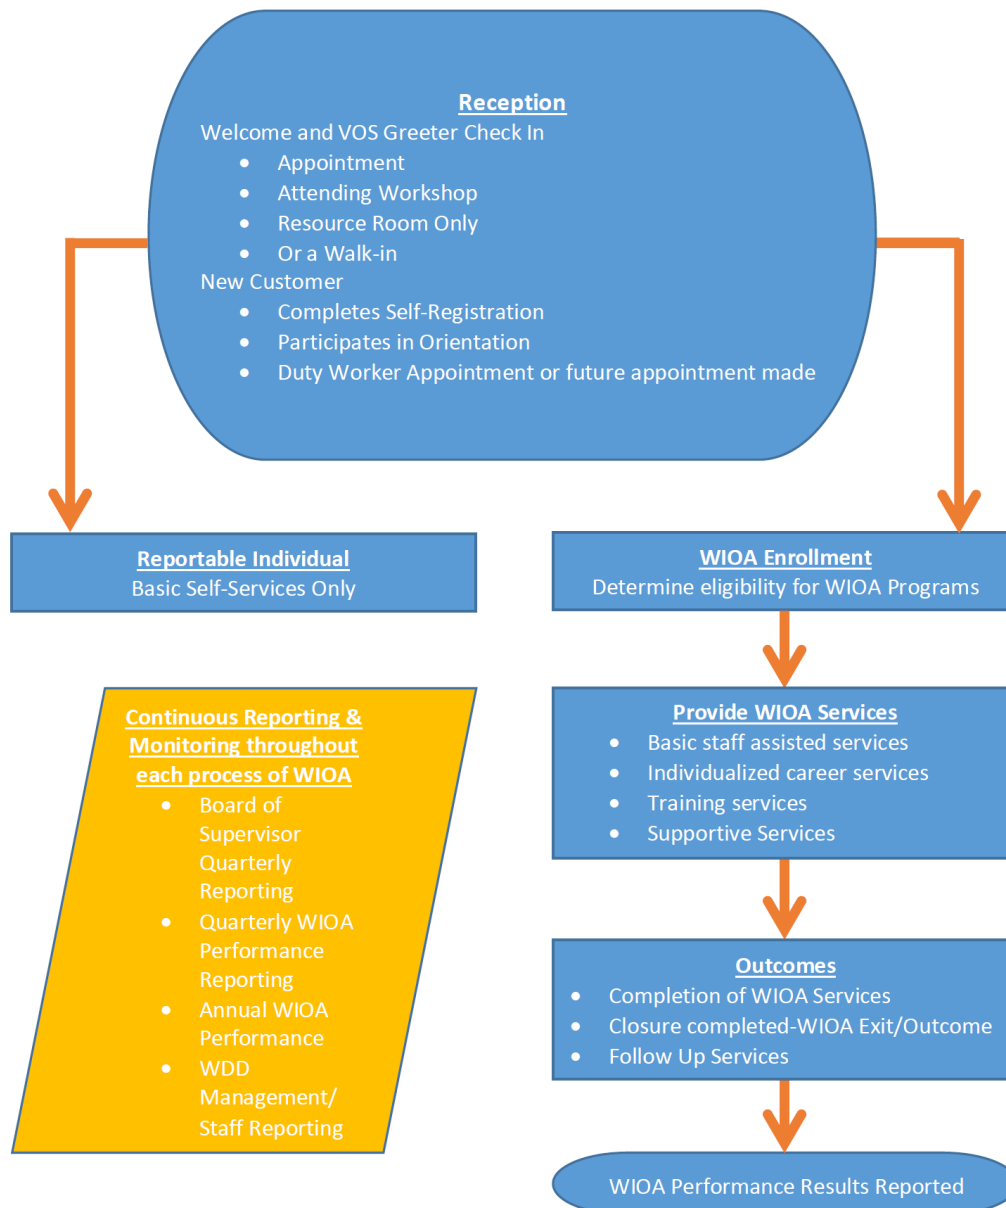 Reception
Welcome and VOS Greeter Check In
• Appointment
• Attending Workshop
• Resource Room Only
• Or a Walk-in
New Customer
• Completes Self-Registration
• Participates in Orientation
• Duty Worker Appointment or future appointment made
Reportable Individual
Basic Self-Services Only
WIOA Enrollment
Determine eligibility for WIOA Programs
Continuous Reporting &
Monitoring throughout
each process of WIOA
• Board of
Supervisor
Quarterly
Reporting
• Quarterly WIOA
Performance
Reporting
• Annual WIOA
Performance
• WDD
Management/
Staff Reporting
Provide WIOA Services
• Basic staff assisted services
• Individualized career services
• Training services
• Supportive Services
Outcomes
• Completion of WIOA Services
• Closure completed-WIOA Exit/Outcome
• Follow Up Services
WIOA Performance Results Reported